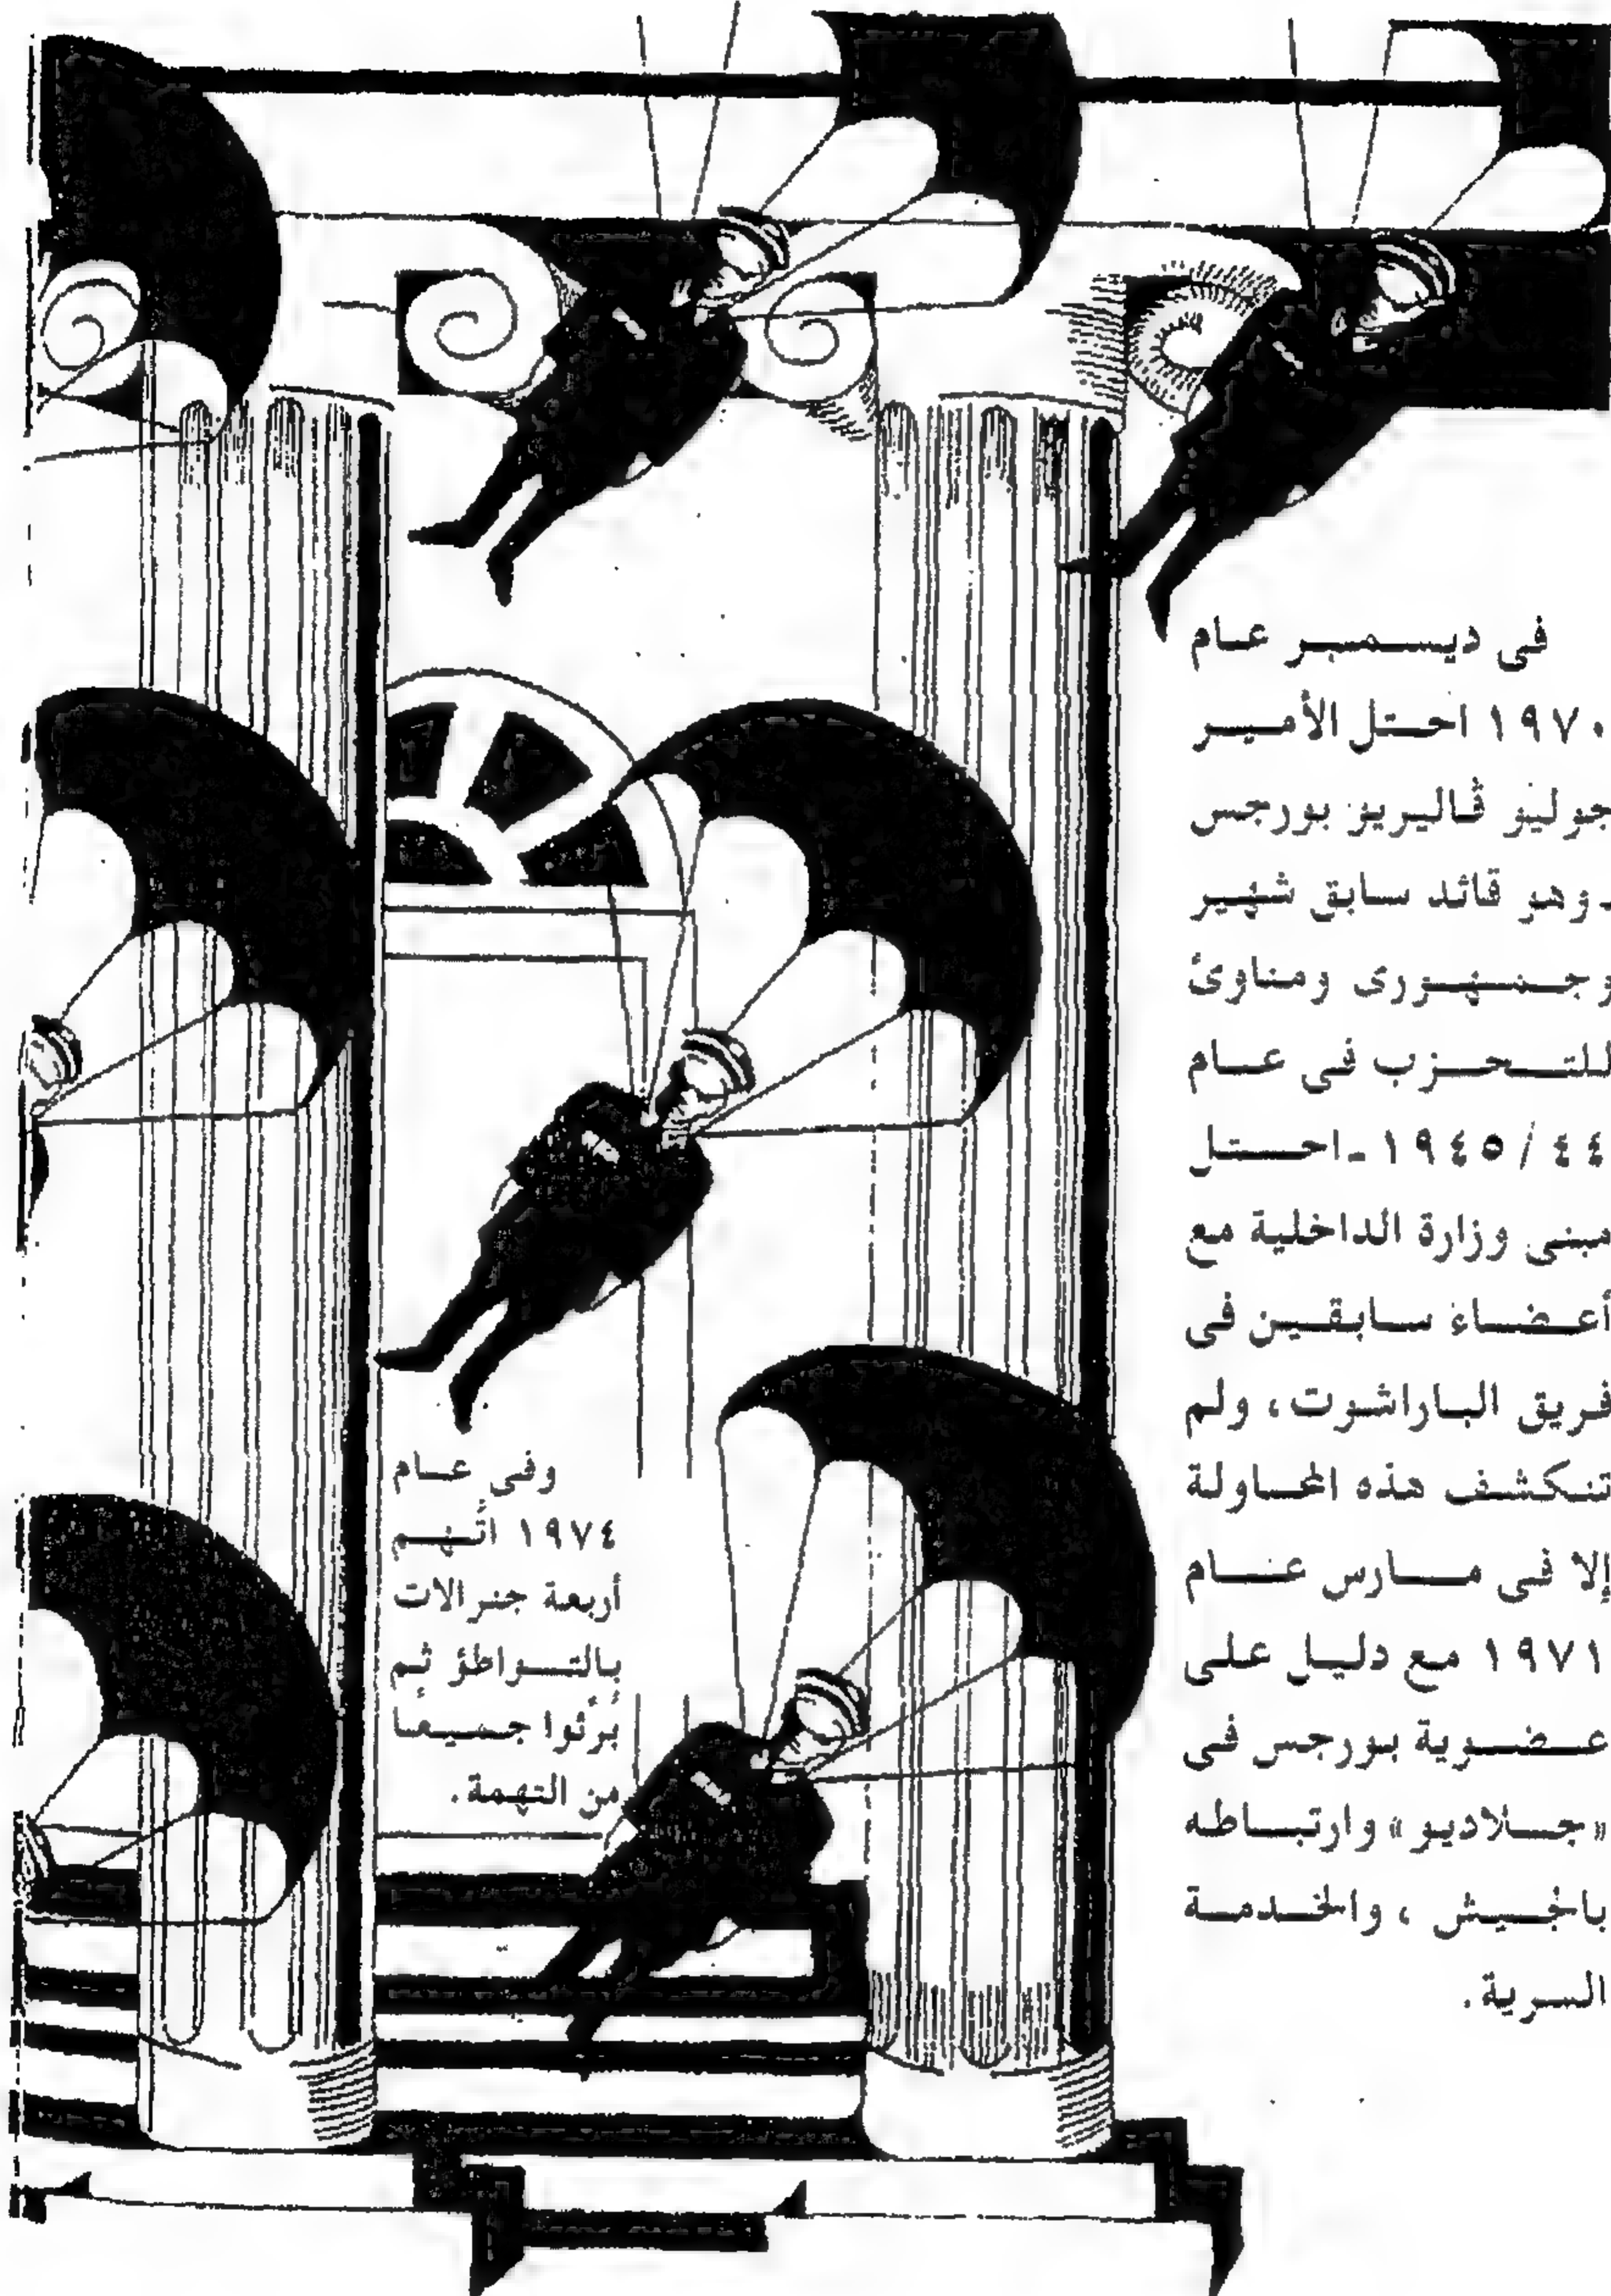 فى ديسمبر عام
١٩٧٠ احتل الأمير
جوليو ڤاليريو بورجس
ـ وهو قائد سابق شهير
وجمهورى ومناوئ
للتحزب فى عام
٤٤ / ١٩٤٥ ـ احتل
مبنى وزارة الداخلية مع
أعضاء سابقين فى
فريق الباراشوت، ولم
تنكشف هذه المحاولة
إلا فى مارس عام
١٩٧١ مع دليل على
عضوية بورجس فى
«جلاديو» وارتباطه
بالجيش ، والخدمة
السرية.
وفى عام
١٩٧٤ اتُّهم
أربعة جنرالات
بالتواطؤ ثم
بُرِّئوا جميعًا
من التهمة.